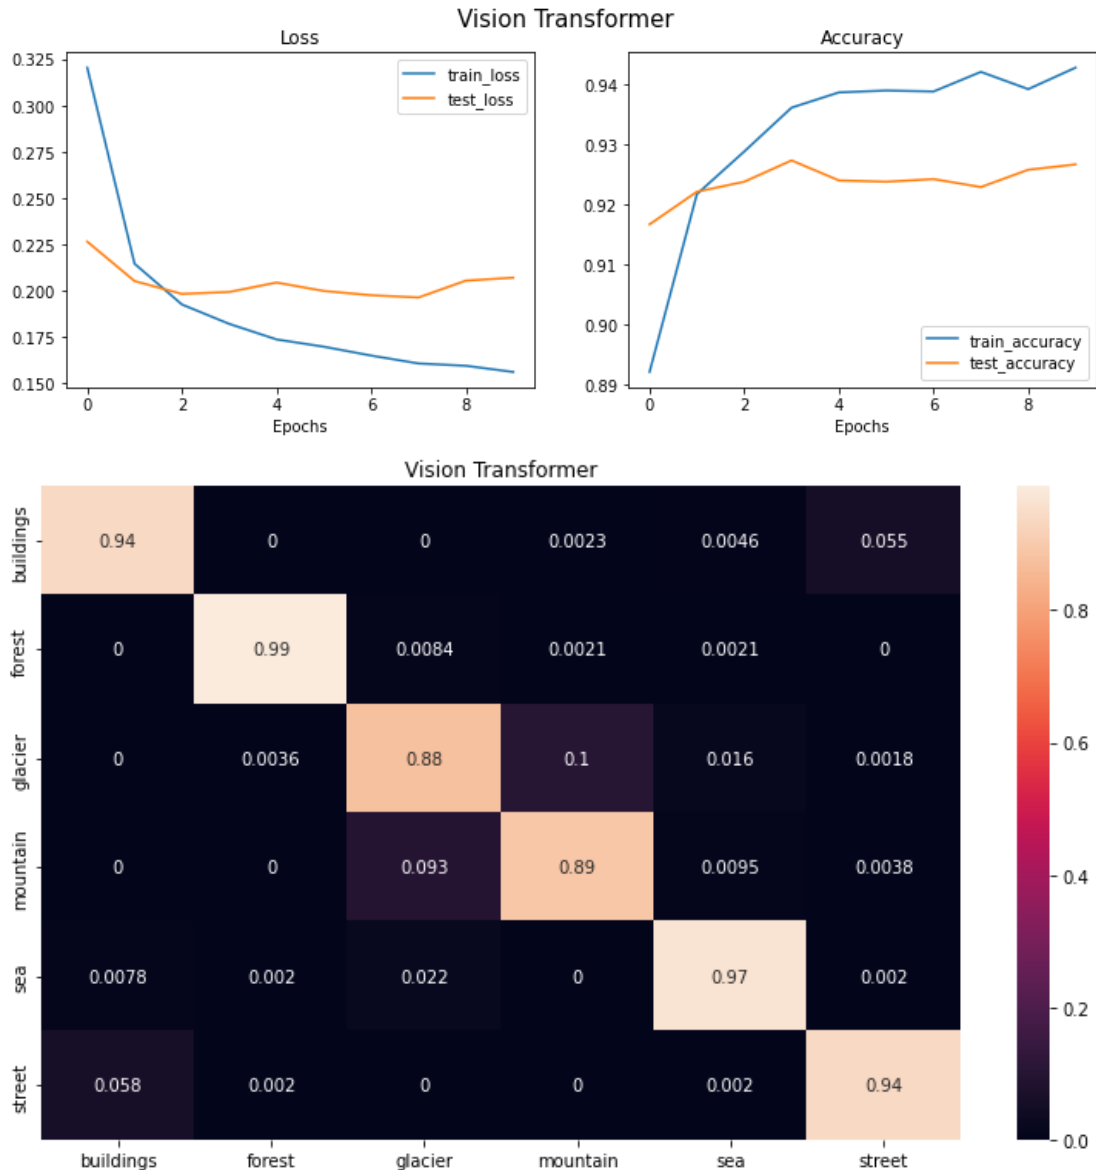 Vision Transformer
Loss
0.325
0.300
0.275
0.250
0.225
0.200
0.175
0.150
train_loss
test_loss
0 2 4 6 8
Epochs
Accuracy
0.94
0.93
0.92
0.91
0.90
0.89
train_accuracy
test_accuracy
0 2 4 6 8
Epochs
Vision Transformer
buildings 0.94 0 0 0.0023 0.0046 0.055
forest 0 0.99 0.0084 0.0021 0.0021 0
glacier 0 0.0036 0.88 0.1 0.016 0.0018
mountain 0 0 0.093 0.89 0.0095 0.0038
sea 0.0078 0.002 0.022 0 0.97 0.002
street 0.058 0.002 0 0 0.002 0.94
buildings forest glacier mountain sea street
0.8
0.6
0.4
0.2
0.0